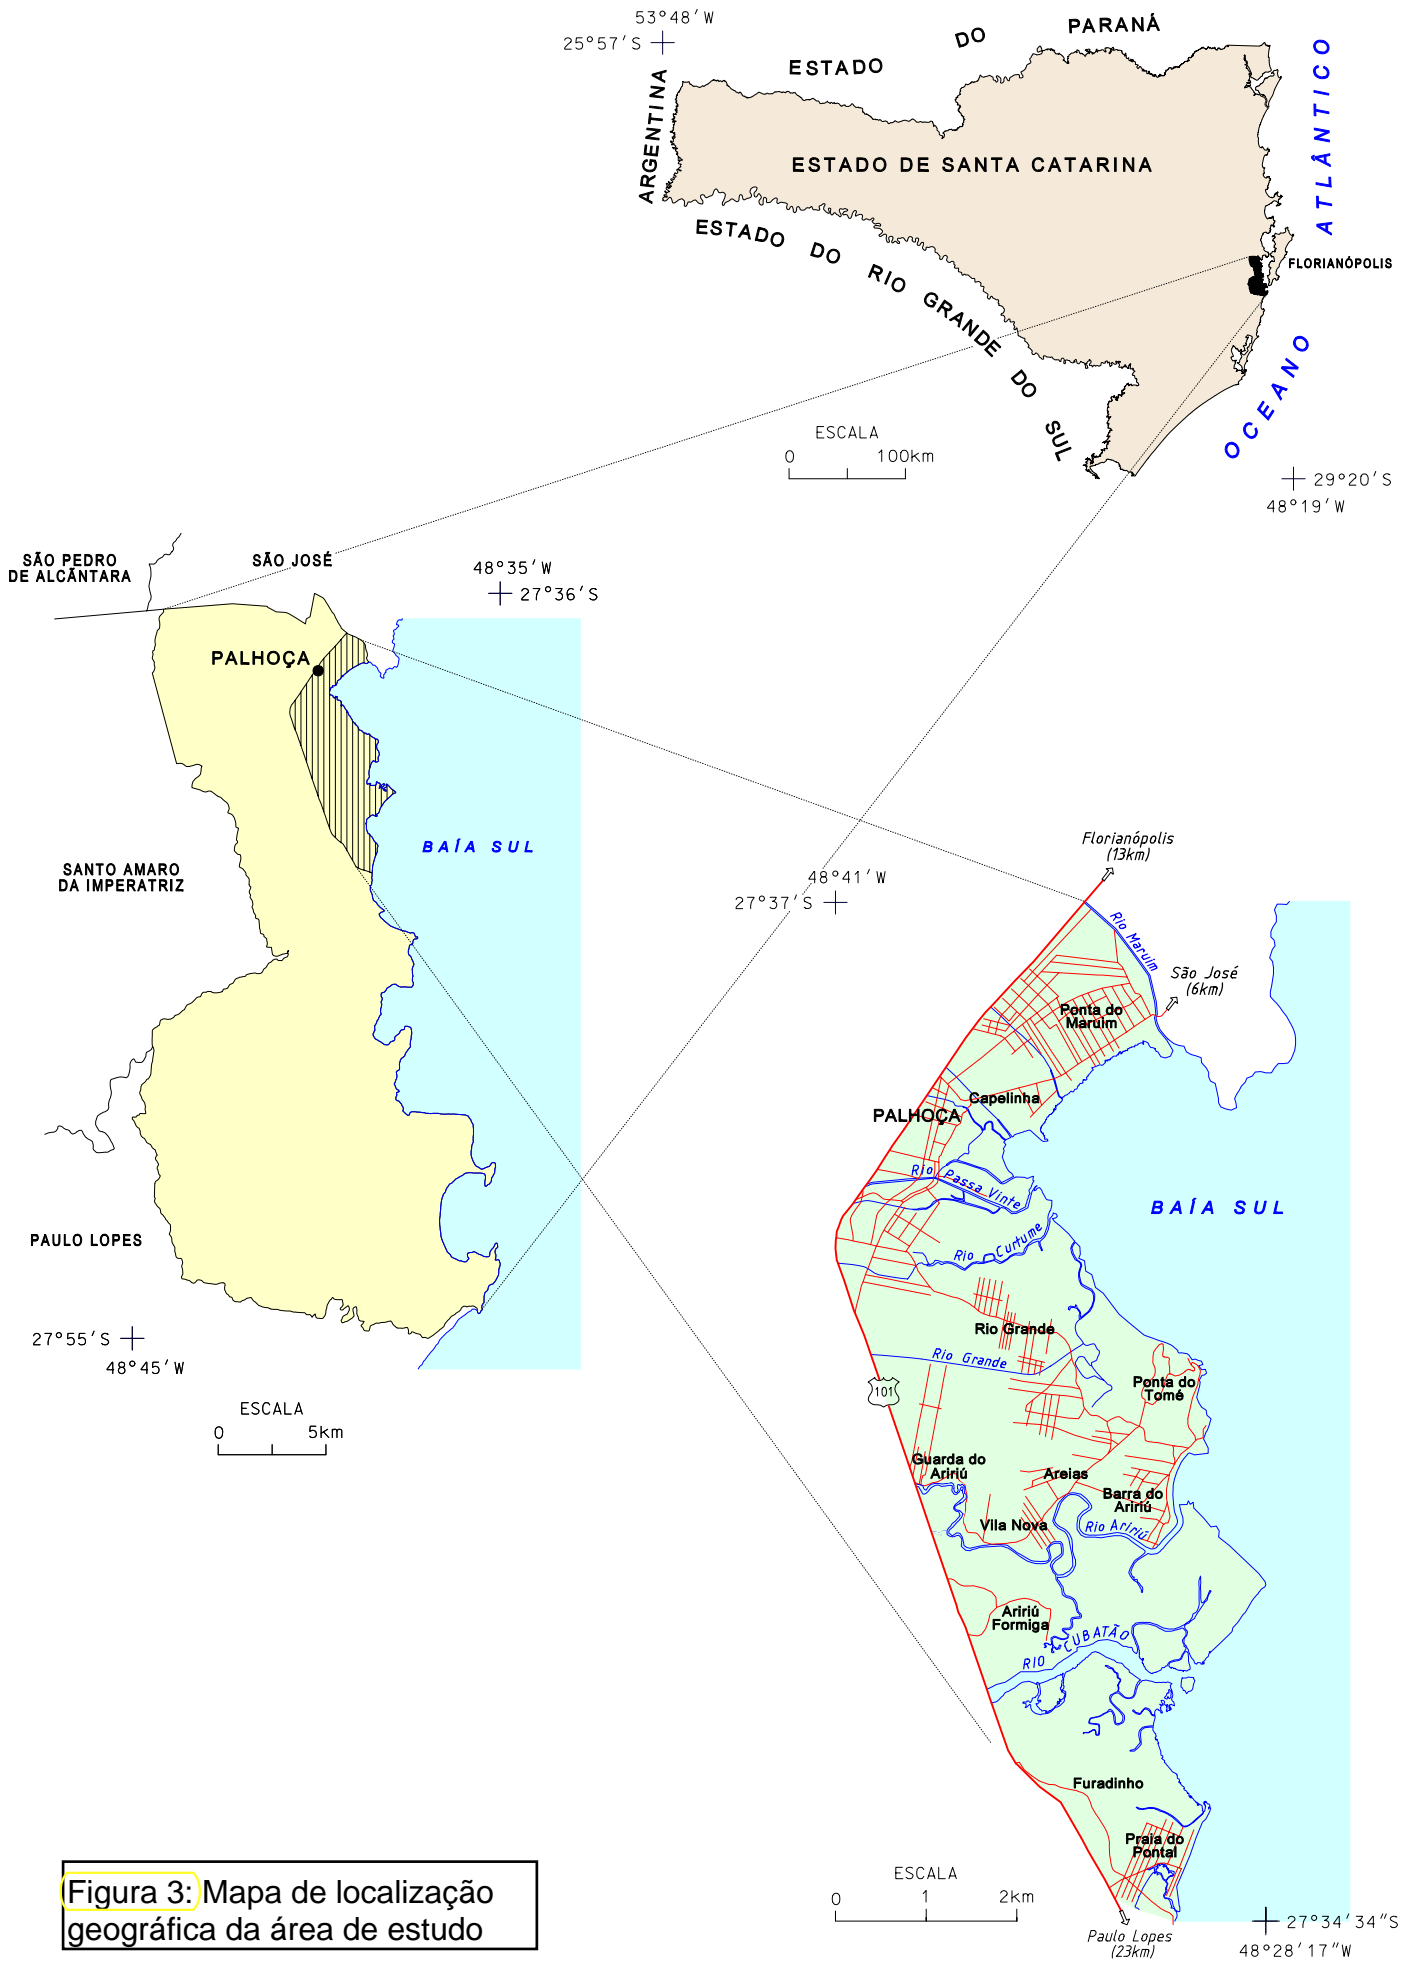 53°48'W
25°57'S
ESTADO DO PARANÁ
ARGENTINA
ESTADO DE SANTA CATARINA
ATLÂNTICO
ESTADO DO RIO GRANDE DO SUL
FLORIANÓPOLIS
OCEANO
ESCALA
0 100km
29°20'S
48°19'W
SÃO PEDRO
DE ALCÃNTARA
SÃO JOSÉ
48°35'W
27°36'S
PALHOÇA
BAÍA SUL
SANTO AMARO
DA IMPERATRIZ
PAULO LOPES
27°55'S
48°45'W
ESCALA
0 5km
Florianópolis
(13km)
48°41'W
27°37'S
Rio Maruim
São José
(6km)
Ponta do
Maruim
Capelinha
PALHOÇA
Rio Passa Vinte
BAÍA SUL
Rio Curtume
Rio Grande
Rio Grande
101
Ponta do
Tomé
Guarda do
Aririú
Areias
Barra do
Aririú
Vila Nova
Rio Aririú
Aririú
Formiga
RIO CUBATÃO
Furadinho
Praia do
Pontal
ESCALA
0 1 2km
Paulo Lopes
(23km)
27°34'34"S
48°28'17"W
Figura 3: Mapa de localização
geográfica da área de estudo